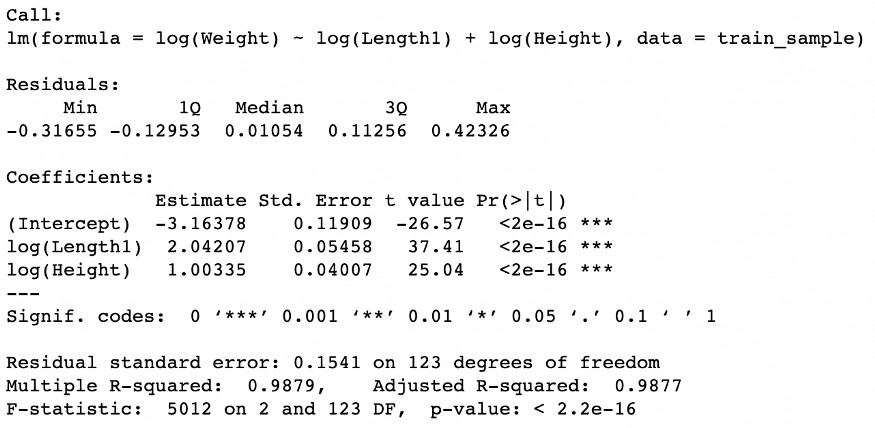 Call:
lm(formula = log(Weight) ~ log(Length1) + log(Height), data = train_sample)
Residuals:
Min 1Q Median 3Q Max
-0.31655 -0.12953 0.01054 0.11256 0.42326
Coefficients:
Estimate Std. Error t value Pr(>|t|)
(Intercept) -3.16378 0.11909 -26.57 <2e-16 ***
log(Length1) 2.04207 0.05458 37.41 <2e-16 ***
log(Height) 1.00335 0.04007 25.04 <2e-16 ***
---
Signif. codes: 0 ‘***’ 0.001 ‘**’ 0.01 ‘*’ 0.05 ‘.’ 0.1 ‘ ’ 1
Residual standard error: 0.1541 on 123 degrees of freedom
Multiple R-squared: 0.9879, Adjusted R-squared: 0.9877
F-statistic: 5012 on 2 and 123 DF, p-value: < 2.2e-16